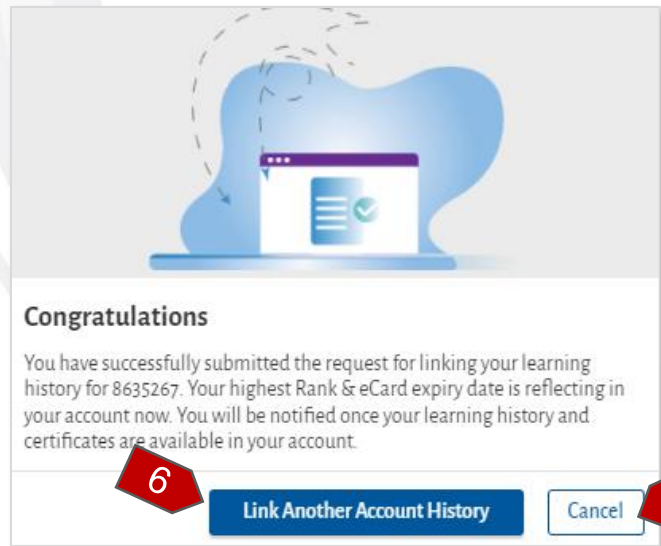 Congratulations
You have successfully submitted the request for linking your learning
history for 8635267. Your highest Rank & eCard expiry date is reflecting in
your account now. You will be notified once your learning history and
certificates are available in your account.
6
Link Another Account History
Cancel